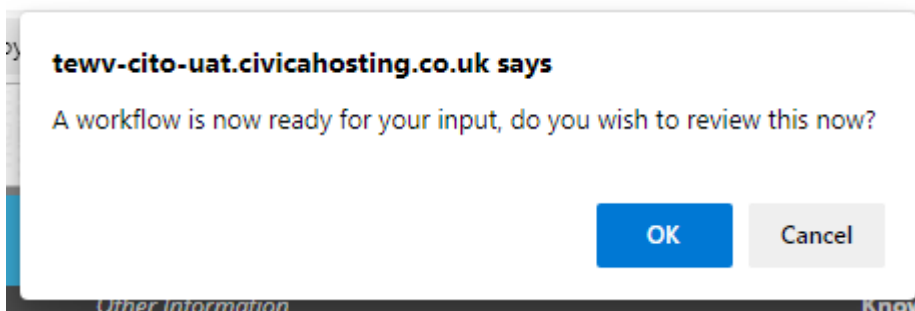 tewv-cito-uat.civicahosting.co.uk says
A workflow is now ready for your input, do you wish to review this now?
OK Cancel
Other Information